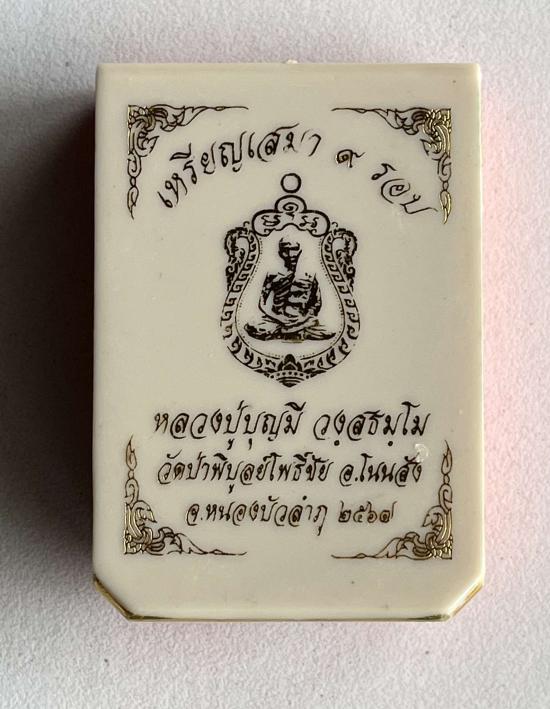 เหรียญเสมา ๙ รอบ
หลวงปู่บุญมี วงฺสธมฺโม
วัดป่าพิบูลย์โพธิ์ชัย อ.โนนสัง
จ.หนองบัวลำภู ๒๕๖๗